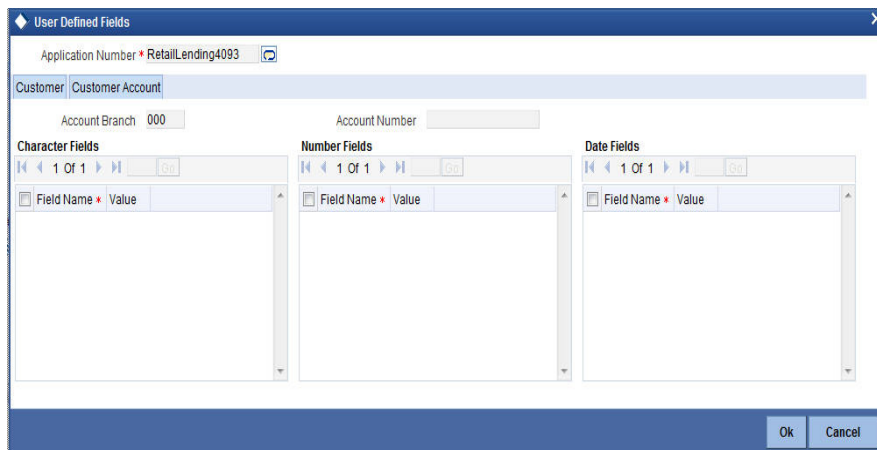 User Defined Fields X
Application Number * RetailLending4093
Customer Customer Account
Account Branch 000 Account Number
Character Fields Number Fields Date Fields
1 Of 1 Go 1 Of 1 Go 1 Of 1 Go
Field Name * Value Field Name * Value Field Name * Value
Ok Cancel